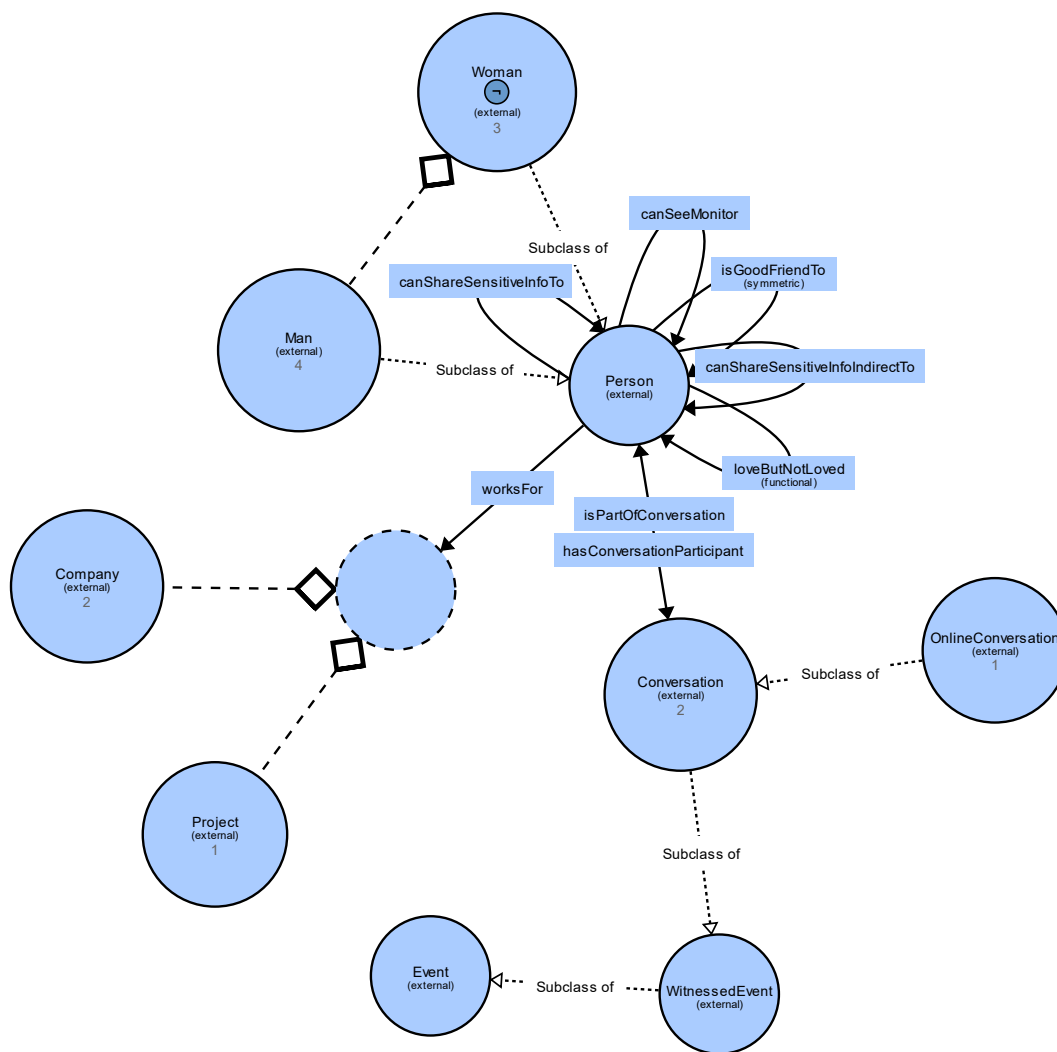 Woman
¬
(external)
3
canSeeMonitor
Subclass of
isGoodFriendTo
(symmetric)
canShareSensitiveInfoTo
Man
(external)
4
Subclass of
Person
(external)
canShareSensitiveInfoIndirectTo
loveButNotLoved
(functional)
worksFor
isPartOfConversation
hasConversationParticipant
Company
(external)
2
OnlineConversation
(external)
1
Subclass of
Conversation
(external)
2
Project
(external)
1
Subclass of
Event
(external)
Subclass of
WitnessedEvent
(external)